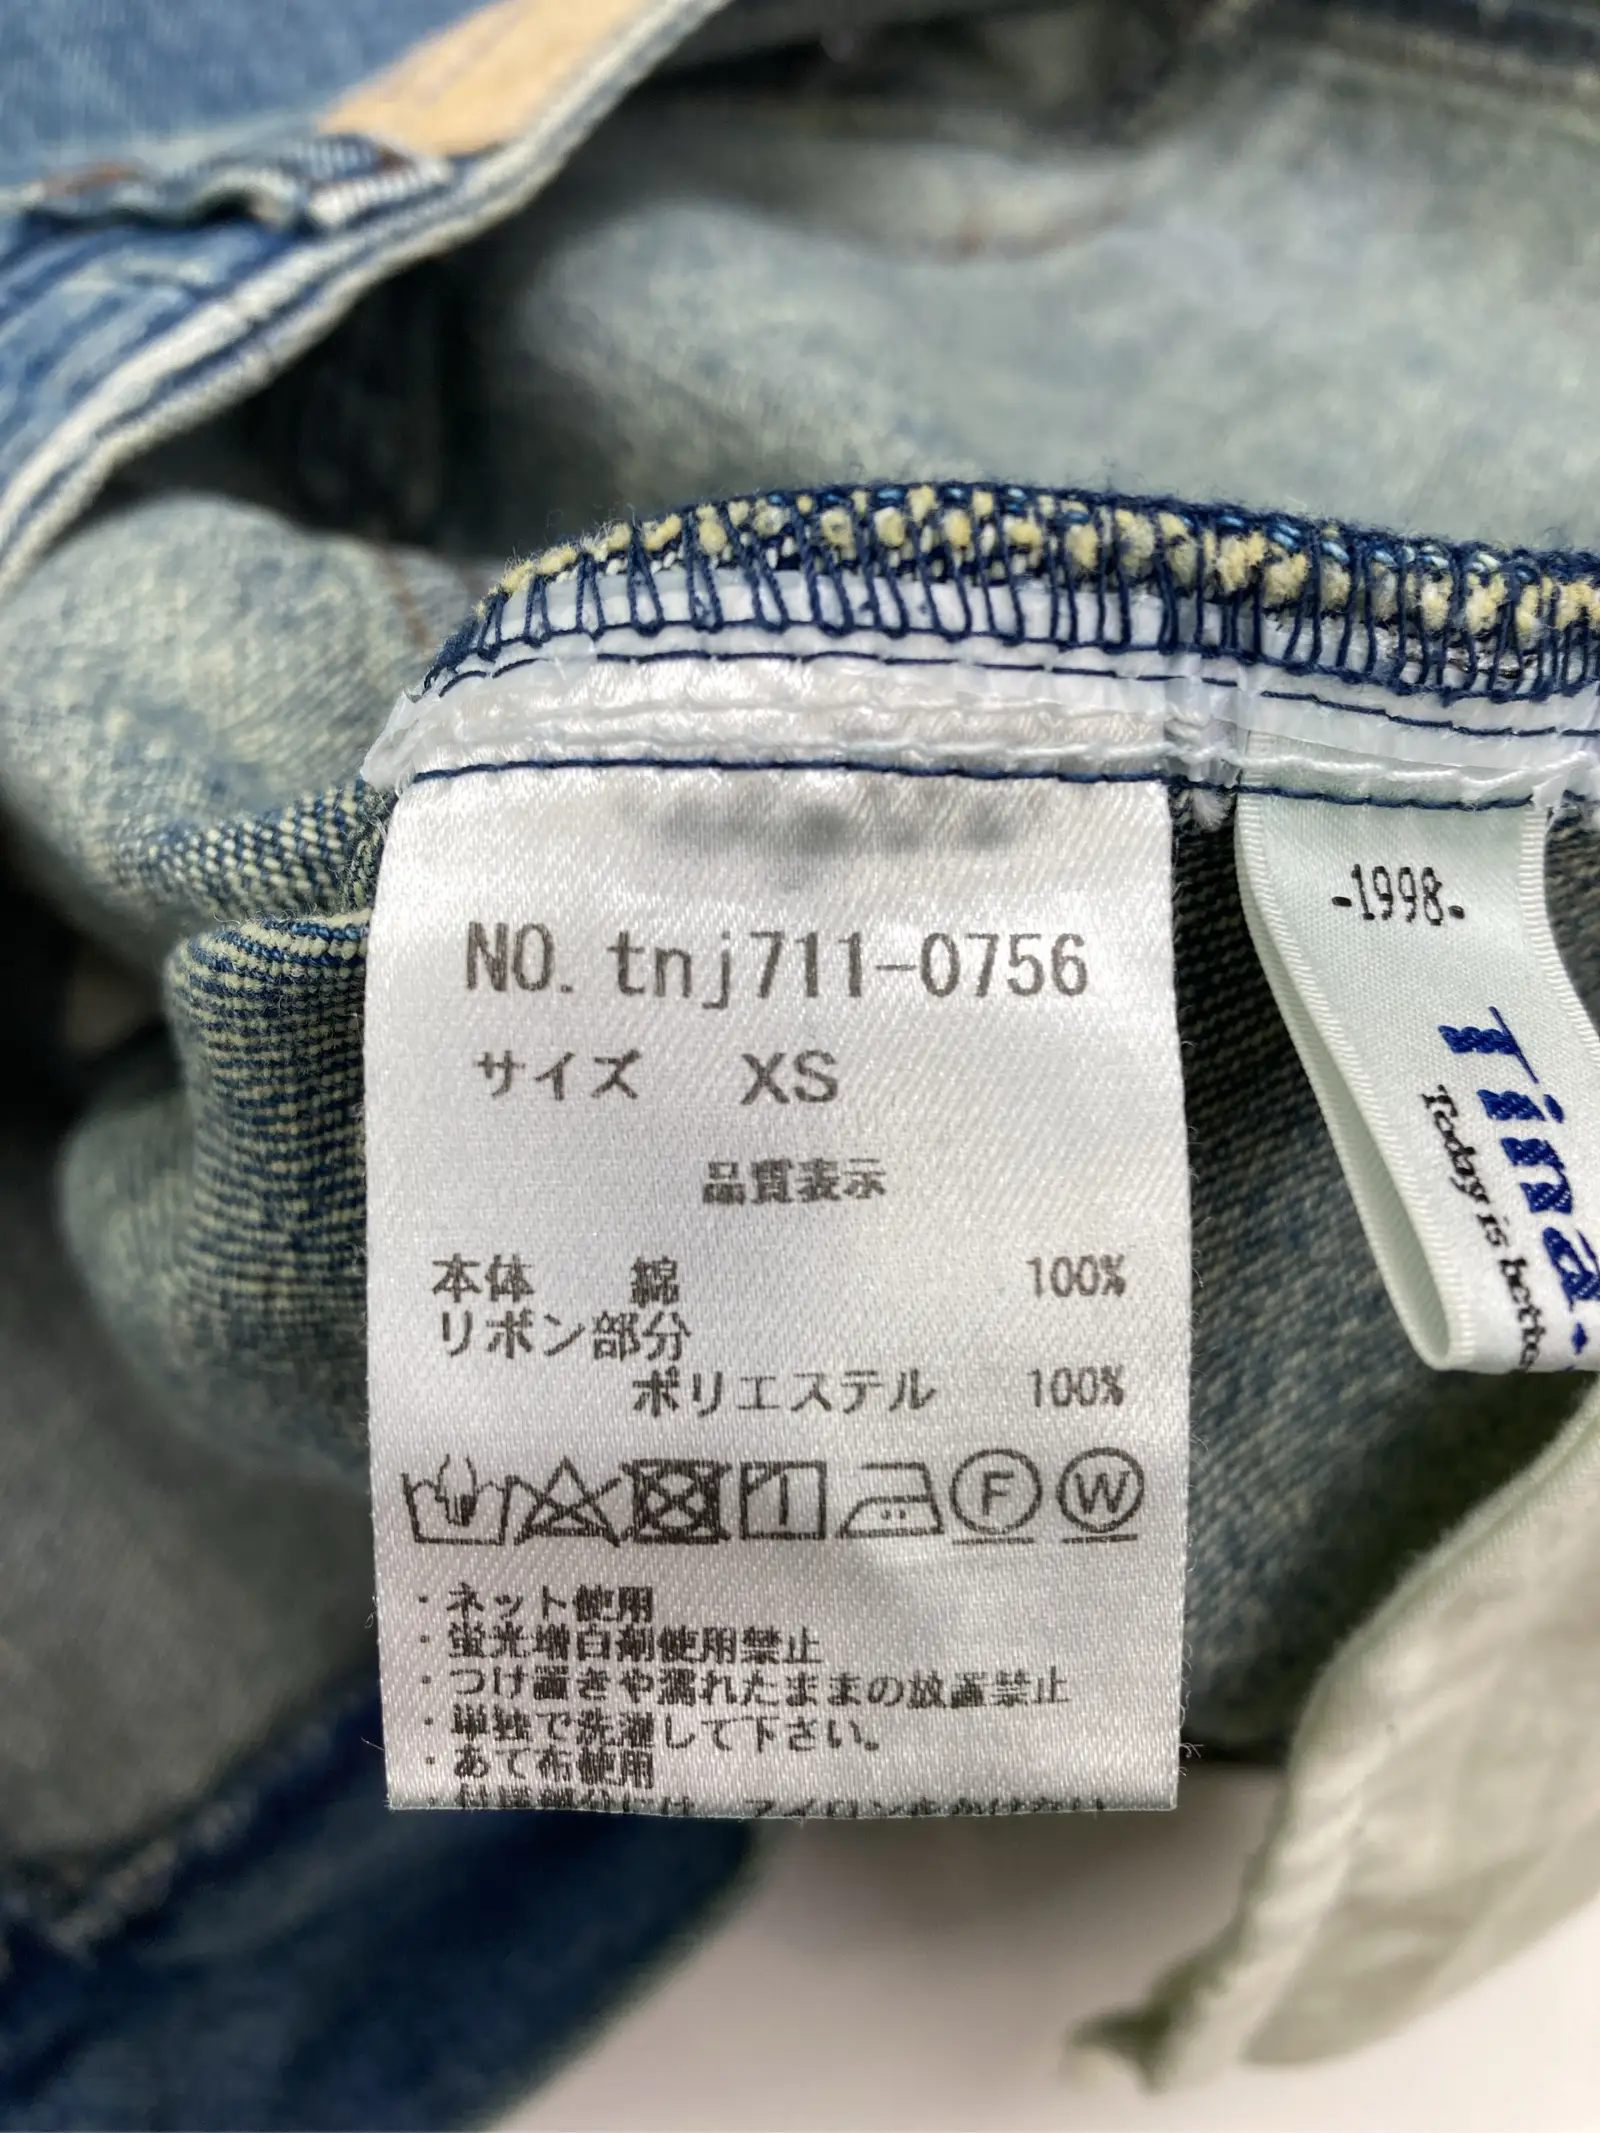 NO. tnj711-0756
サイズ XS
品質表示
本体 綿 100%
リボン部分
ポリエステル 100%
F W
・ネット使用
・蛍光増白剤使用禁止
・つけ置きや濡れたままの放置禁止
・単独で洗濯して下さい。
・あて布使用
-1998-
Tina
Today is bette